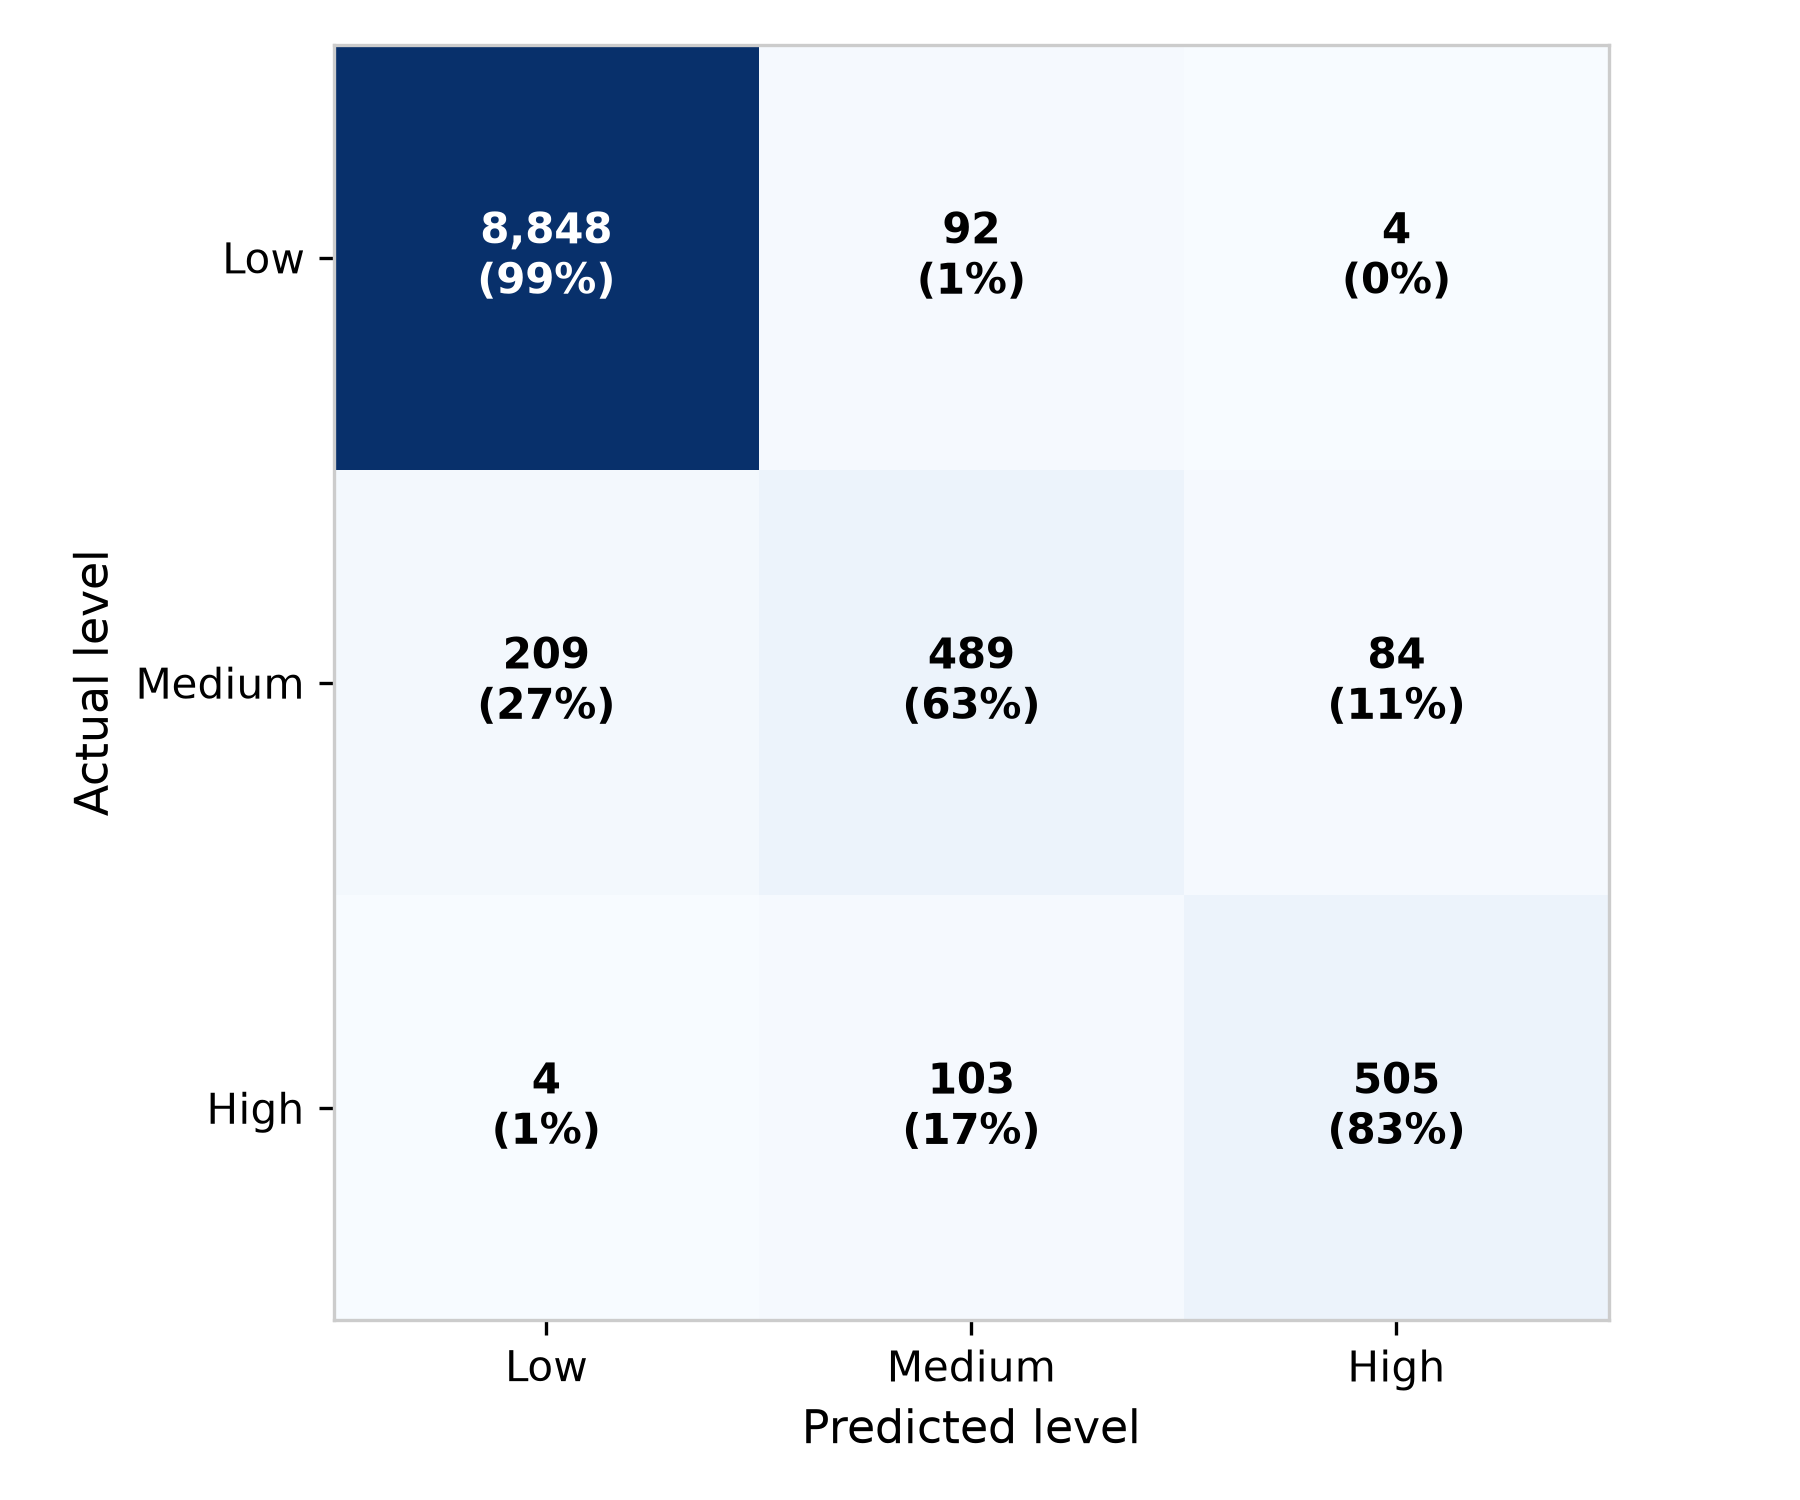 Low
8,848
(99%)
92
(1%)
4
(0%)
Medium
209
(27%)
489
(63%)
84
(11%)
High
4
(1%)
103
(17%)
505
(83%)
Actual level
Low
Medium
High
Predicted level